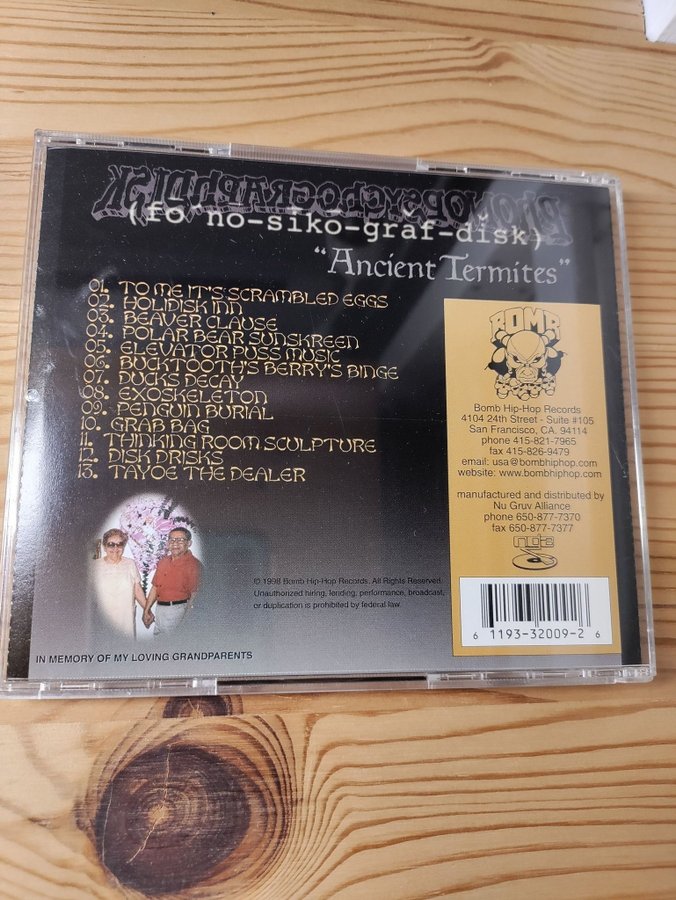 PHONOPSYCHOGRAPHDISK
(fo'no-siko-graf-disk)
"Ancient Termites"
01. TO ME IT'S SCRAMBLED EGGS
02. HOLIDISK INN
03. BEAVER CLAUSE
04. POLAR BEAR SUNSKREEN
05. ELEVATOR PUSS MUSIC
06. BUCKTOOTH'S BERRY'S BINGE
07. DUCKS DECAY
08. EXOSKELETON
09. PENGUIN BURIAL
10. GRAB BAG
11. THINKING ROOM SCULPTURE
12. DISK DRISKS
13. TAYOE THE DEALER
BOMB
Bomb Hip-Hop Records
4104 24th Street - Suite #105
San Francisco, CA. 94114
phone 415-821-7965
fax 415-826-9479
email: usa@bombhiphop.com
website: www.bombhiphop.com
manufactured and distributed by
Nu Gruv Alliance
phone 650-877-7370
fax 650-877-7377
6 1193-32009-2 6
© 1998 Bomb Hip-Hop Records. All Rights Reserved.
Unauthorized hiring, lending, performance, broadcast,
or duplication is prohibited by federal law.
IN MEMORY OF MY LOVING GRANDPARENTS